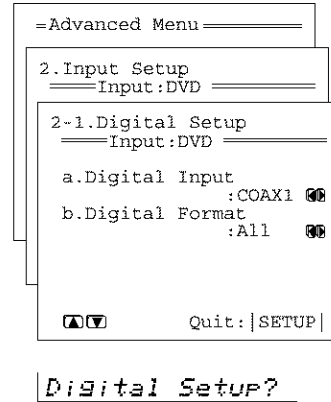 =Advanced Menu=
2.Input Setup
Input:DVD
2-1.Digital Setup
Input:DVD
a.Digital Input
:COAX1
b.Digital Format
:All
Quit:|SETUP|
Digital Setup?